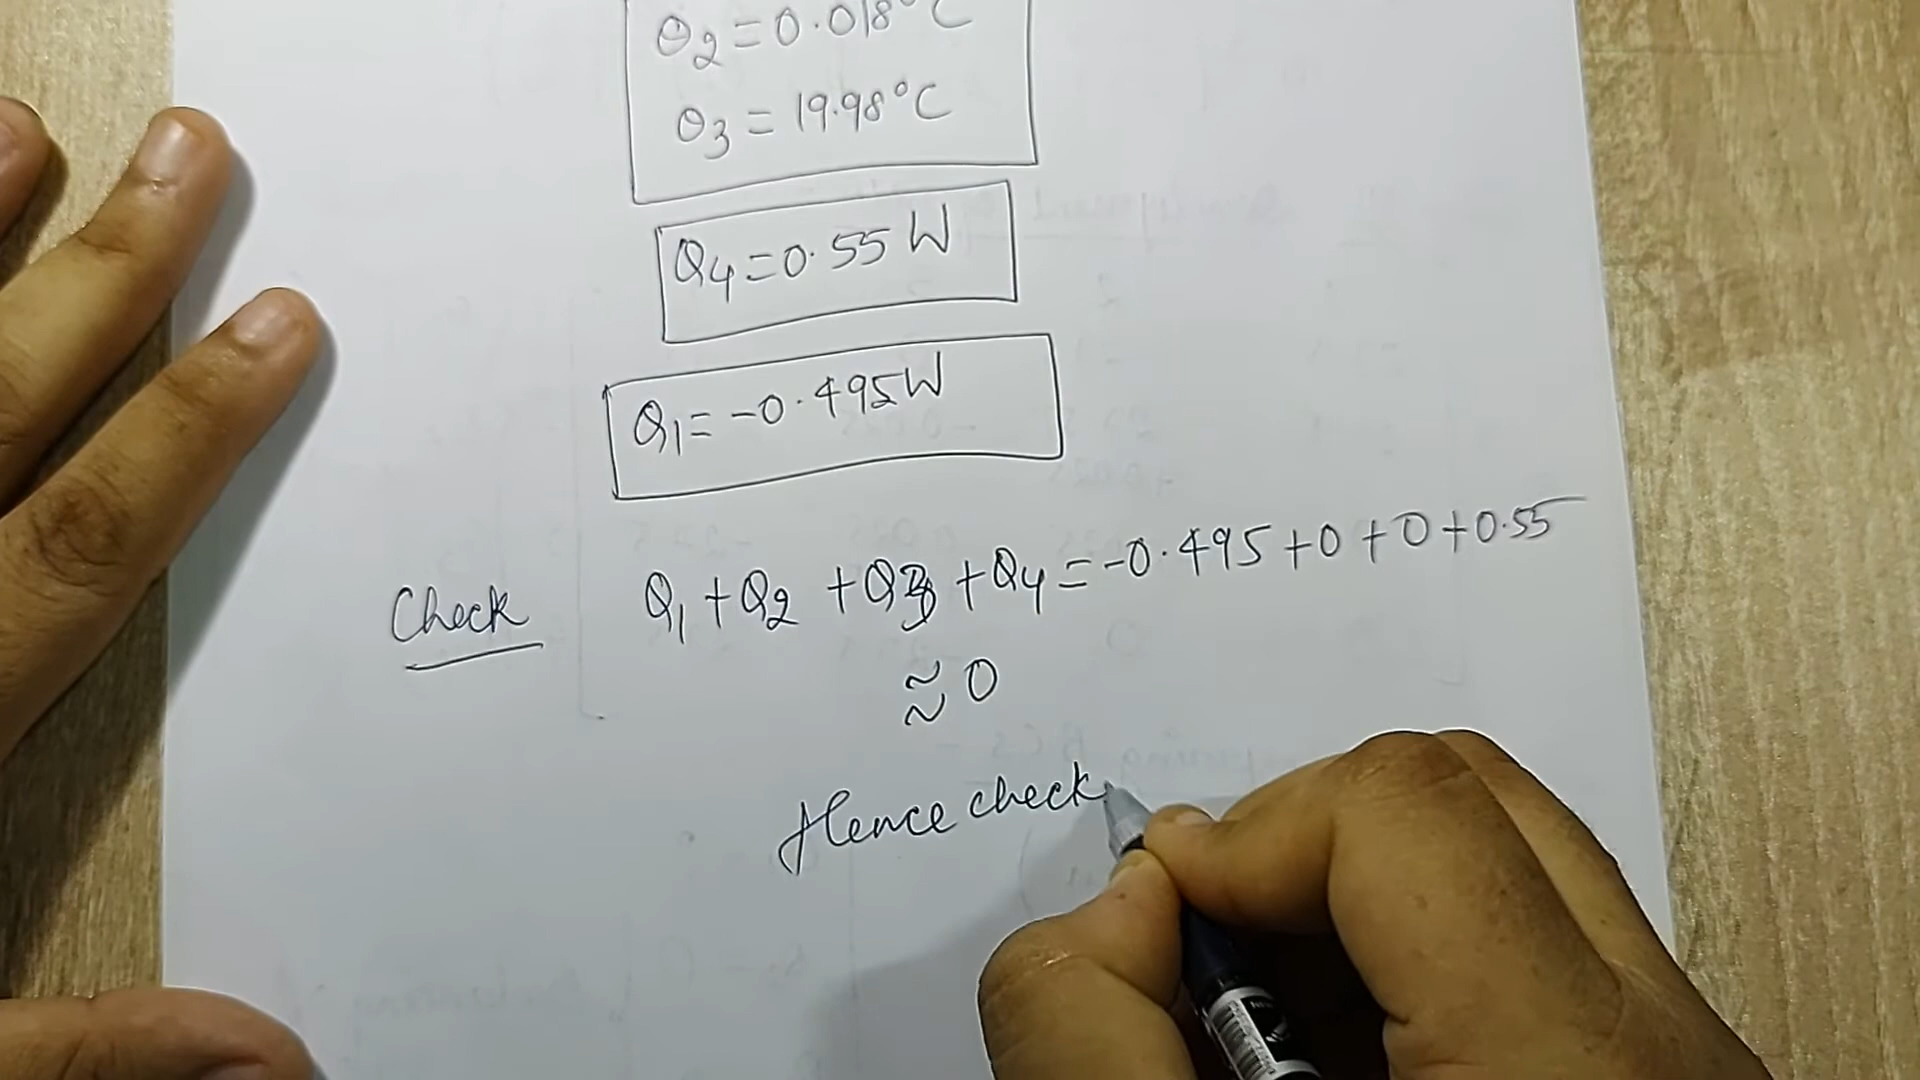 θ2 = 0.018°C
θ3 = 19.98°C
Q4 = 0.55 W
Q1 = -0.495W
Check Q1 + Q2 + Q3 + Q4 = -0.495 + 0 + 0 + 0.55
≈ 0
Hence check